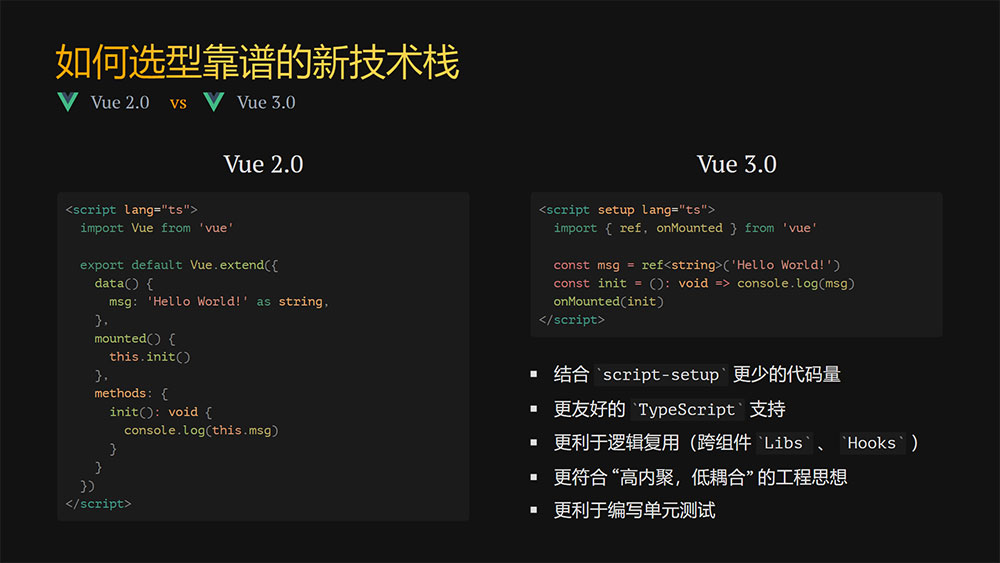 如何选型靠谱的新技术栈
Vue 2.0 vs Vue 3.0
Vue 2.0
<script lang="ts">
  import Vue from 'vue'

  export default Vue.extend({
    data() {
      msg: 'Hello World!' as string,
    },
    mounted() {
      this.init()
    },
    methods: {
      init(): void {
        console.log(this.msg)
      }
    }
  })
</script>
Vue 3.0
<script setup lang="ts">
  import { ref, onMounted } from 'vue'

  const msg = ref<string>('Hello World!')
  const init = (): void => console.log(msg)
  onMounted(init)
</script>
▪ 结合 `script-setup` 更少的代码量
▪ 更友好的 `TypeScript` 支持
▪ 更利于逻辑复用（跨组件 `Libs` 、 `Hooks` ）
▪ 更符合 “高内聚，低耦合” 的工程思想
▪ 更利于编写单元测试